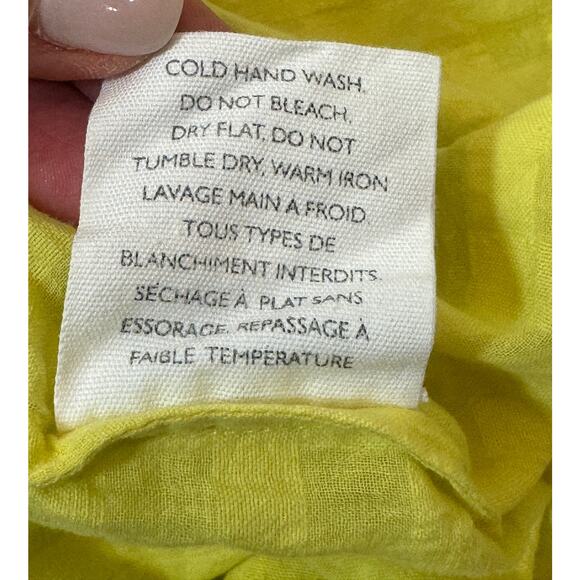 COLD HAND WASH,
DO NOT BLEACH,
DRY FLAT, DO NOT
TUMBLE DRY, WARM IRON
LAVAGE MAIN A FROID.
TOUS TYPES DE
BLANCHIMENT INTERDITS.
SÉCHAGE À PLAT SANS
ESSORAGE. REPASSAGE À
FAIBLE TEMPÉRATURE